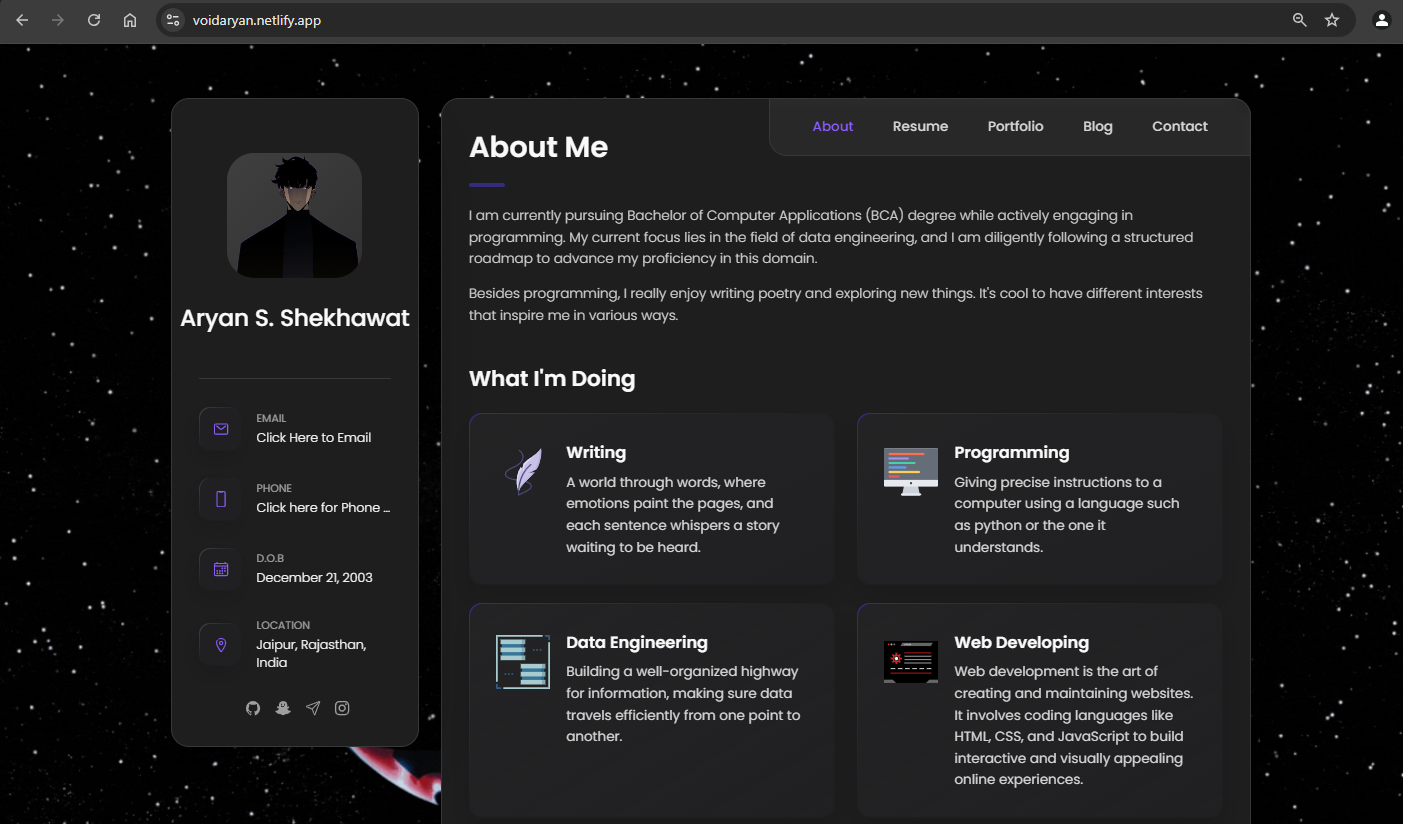 voidaryan.netlify.app
Aryan S. Shekhawat
EMAIL
Click Here to Email
PHONE
Click here for Phone ...
D.O.B
December 21, 2003
LOCATION
Jaipur, Rajasthan,
India
About Resume Portfolio Blog Contact
About Me
I am currently pursuing Bachelor of Computer Applications (BCA) degree while actively engaging in
programming. My current focus lies in the field of data engineering, and I am diligently following a structured
roadmap to advance my proficiency in this domain.
Besides programming, I really enjoy writing poetry and exploring new things. It's cool to have different interests
that inspire me in various ways.
What I'm Doing
Writing
A world through words, where
emotions paint the pages, and
each sentence whispers a story
waiting to be heard.
Programming
Giving precise instructions to a
computer using a language such
as python or the one it
understands.
Data Engineering
Building a well-organized highway
for information, making sure data
travels efficiently from one point to
another.
Web Developing
Web development is the art of
creating and maintaining websites.
It involves coding languages like
HTML, CSS, and JavaScript to build
interactive and visually appealing
online experiences.